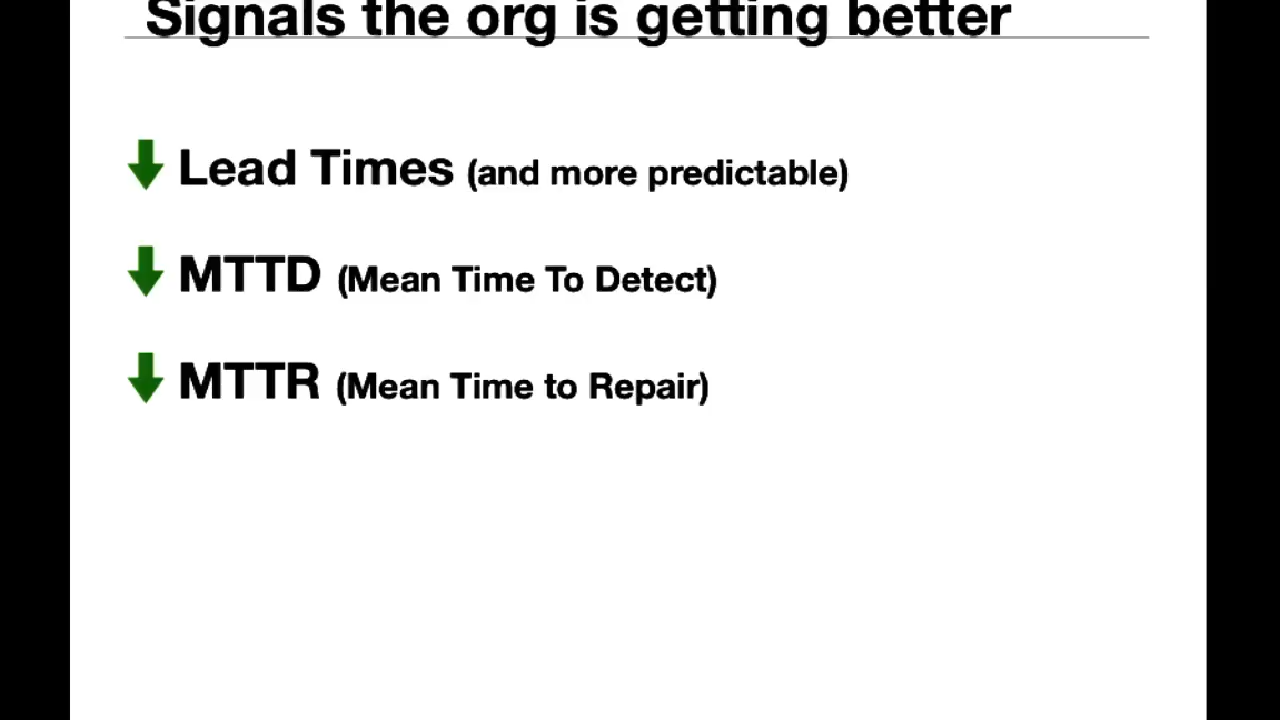 Signals the org is getting better
Lead Times (and more predictable)
MTTD (Mean Time To Detect)
MTTR (Mean Time to Repair)